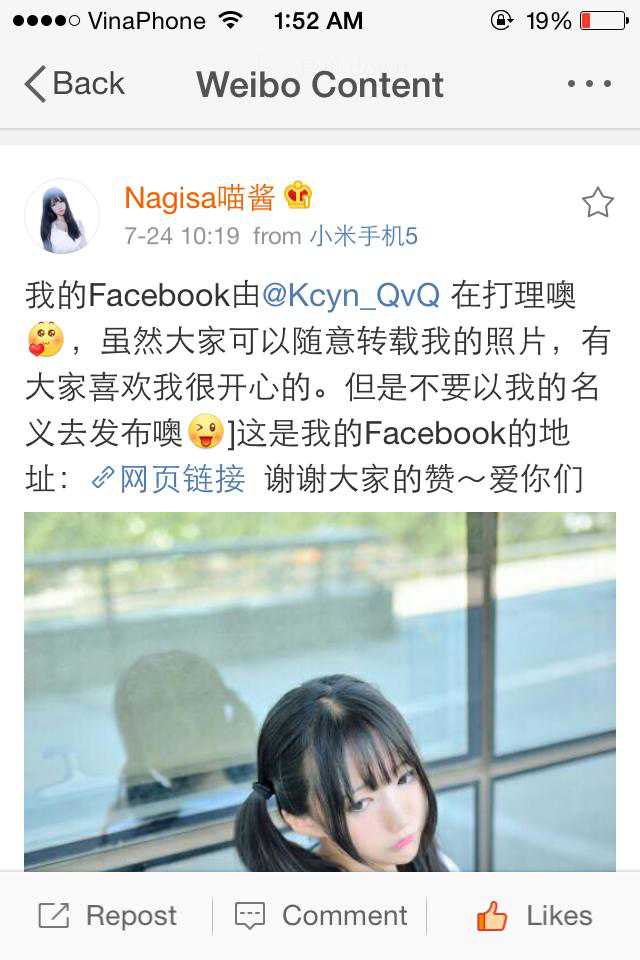 VinaPhone 1:52 AM 19%
Back Weibo Content
Nagisa喵酱
7-24 10:19 from 小米手机5
我的Facebook由@Kcyn_QvQ 在打理噢
，虽然大家可以随意转载我的照片，有
大家喜欢我很开心的。但是不要以我的名
义去发布噢]这是我的Facebook的地
址：网页链接 谢谢大家的赞～爱你们
Repost Comment Likes